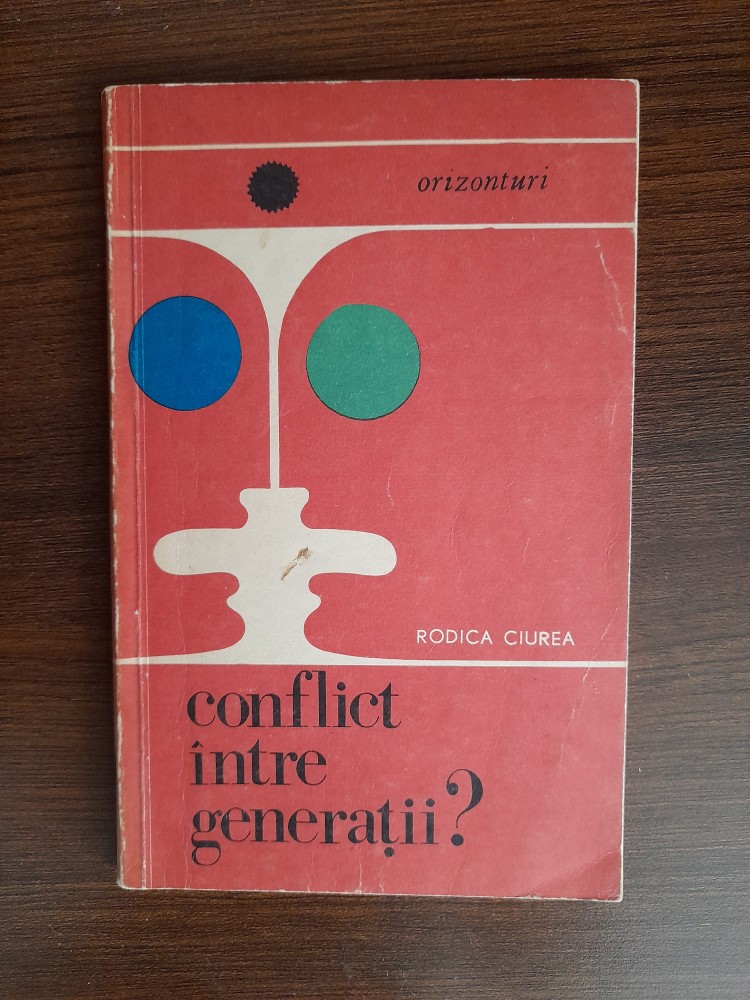 orizonturi
RODICA CIUREA
conflict
între
generații?